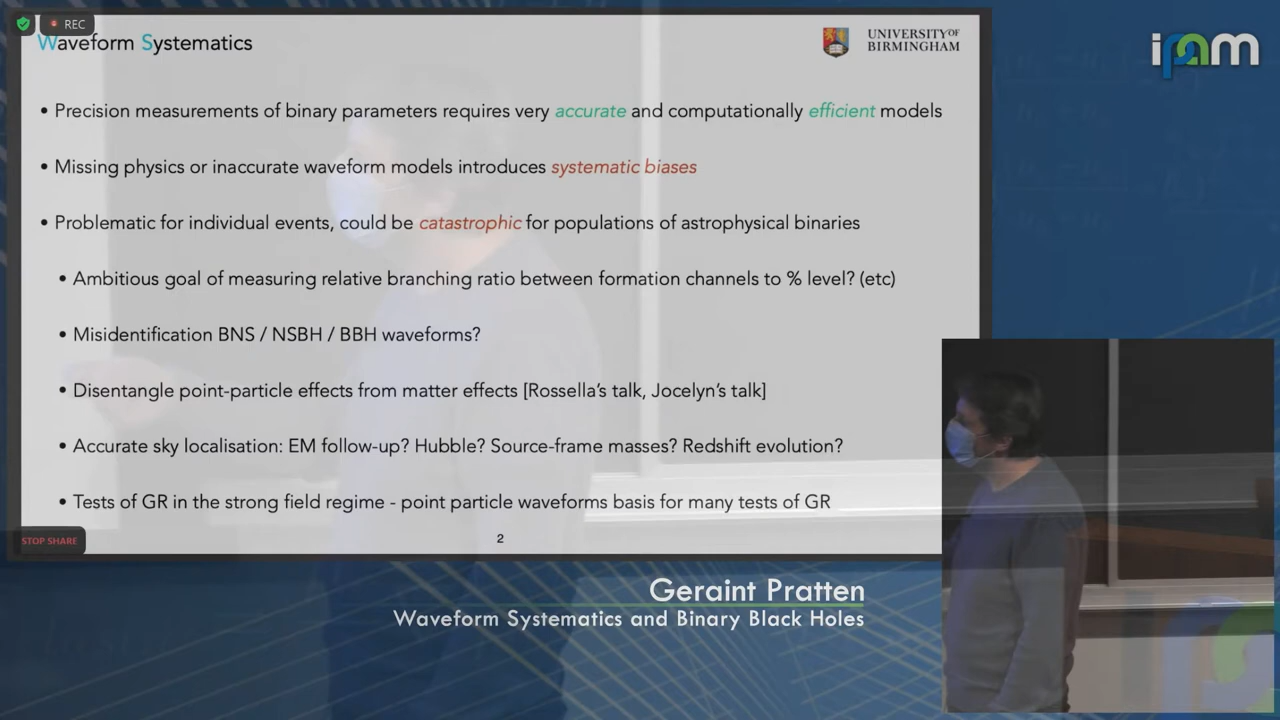 REC
Waveform Systematics
UNIVERSITY OF
BIRMINGHAM
ipam
• Precision measurements of binary parameters requires very accurate and computationally efficient models
• Missing physics or inaccurate waveform models introduces systematic biases
• Problematic for individual events, could be catastrophic for populations of astrophysical binaries
• Ambitious goal of measuring relative branching ratio between formation channels to % level? (etc)
• Misidentification BNS / NSBH / BBH waveforms?
• Disentangle point-particle effects from matter effects [Rossella's talk, Jocelyn's talk]
• Accurate sky localisation: EM follow-up? Hubble? Source-frame masses? Redshift evolution?
• Tests of GR in the strong field regime - point particle waveforms basis for many tests of GR
STOP SHARE
2
Geraint Pratten
Waveform Systematics and Binary Black Holes